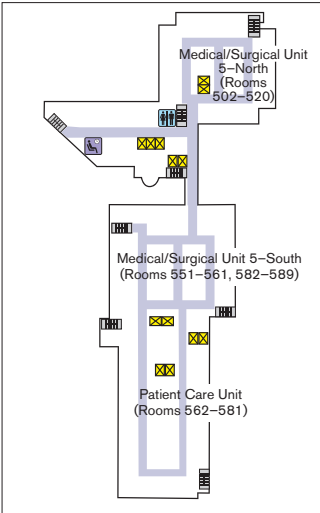 Medical/Surgical Unit
5–North
(Rooms
502–520)
Medical/Surgical Unit 5–South
(Rooms 551–561, 582–589)
Patient Care Unit
(Rooms 562–581)